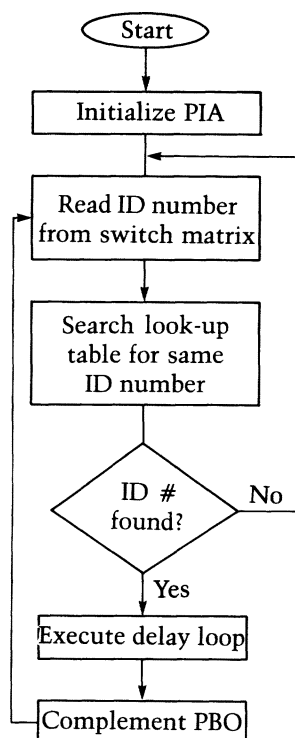 Start
Initialize PIA
Read ID number
from switch matrix
Search look-up
table for same
ID number
ID #
found?
No
Yes
Execute delay loop
Complement PBO